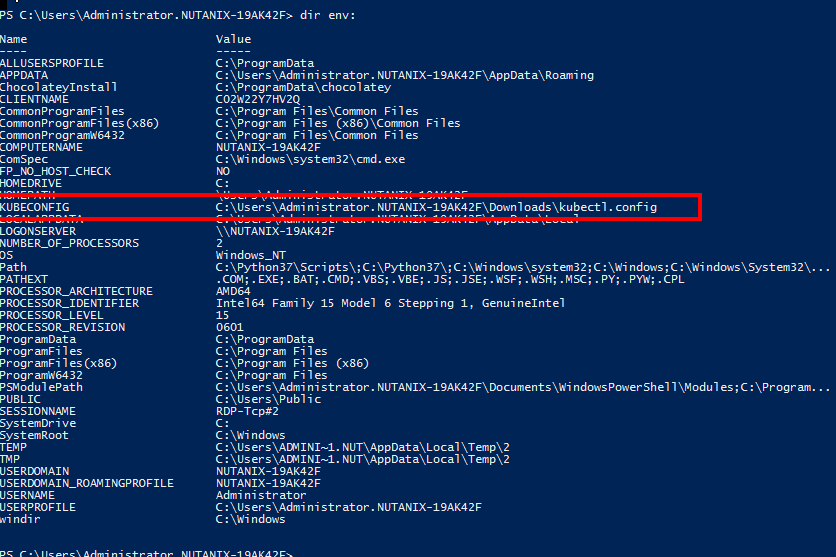 PS C:\Users\Administrator.NUTANIX-19AK42F> dir env:
Name Value
---- -----
ALLUSERSPROFILE C:\ProgramData
APPDATA C:\Users\Administrator.NUTANIX-19AK42F\AppData\Roaming
ChocolateyInstall C:\ProgramData\chocolatey
CLIENTNAME C02W22Y7HV2Q
CommonProgramFiles C:\Program Files\Common Files
CommonProgramFiles(x86) C:\Program Files (x86)\Common Files
CommonProgramW6432 C:\Program Files\Common Files
COMPUTERNAME NUTANIX-19AK42F
ComSpec C:\Windows\system32\cmd.exe
FP_NO_HOST_CHECK NO
HOMEDRIVE C:
HOMEPATH \Users\Administrator.NUTANIX-19AK42F
KUBECONFIG C:\Users\Administrator.NUTANIX-19AK42F\Downloads\kubectl.config
LOCALAPPDATA C:\Users\Administrator.NUTANIX-19AK42F\AppData\Local
LOGONSERVER \\NUTANIX-19AK42F
NUMBER_OF_PROCESSORS 2
OS Windows_NT
Path C:\Python37\Scripts\;C:\Python37\;C:\Windows\system32;C:\Windows;C:\Windows\System32\...
PATHEXT .COM;.EXE;.BAT;.CMD;.VBS;.VBE;.JS;.JSE;.WSF;.WSH;.MSC;.PY;.PYW;.CPL
PROCESSOR_ARCHITECTURE AMD64
PROCESSOR_IDENTIFIER Intel64 Family 15 Model 6 Stepping 1, GenuineIntel
PROCESSOR_LEVEL 15
PROCESSOR_REVISION 0601
ProgramData C:\ProgramData
ProgramFiles C:\Program Files
ProgramFiles(x86) C:\Program Files (x86)
ProgramW6432 C:\Program Files
PSModulePath C:\Users\Administrator.NUTANIX-19AK42F\Documents\WindowsPowerShell\Modules;C:\Program...
PUBLIC C:\Users\Public
SESSIONNAME RDP-Tcp#2
SystemDrive C:
SystemRoot C:\Windows
TEMP C:\Users\ADMINI~1.NUT\AppData\Local\Temp\2
TMP C:\Users\ADMINI~1.NUT\AppData\Local\Temp\2
USERDOMAIN NUTANIX-19AK42F
USERDOMAIN_ROAMINGPROFILE NUTANIX-19AK42F
USERNAME Administrator
USERPROFILE C:\Users\Administrator.NUTANIX-19AK42F
windir C:\Windows
PS C:\Users\Administrator.NUTANIX-19AK42F>